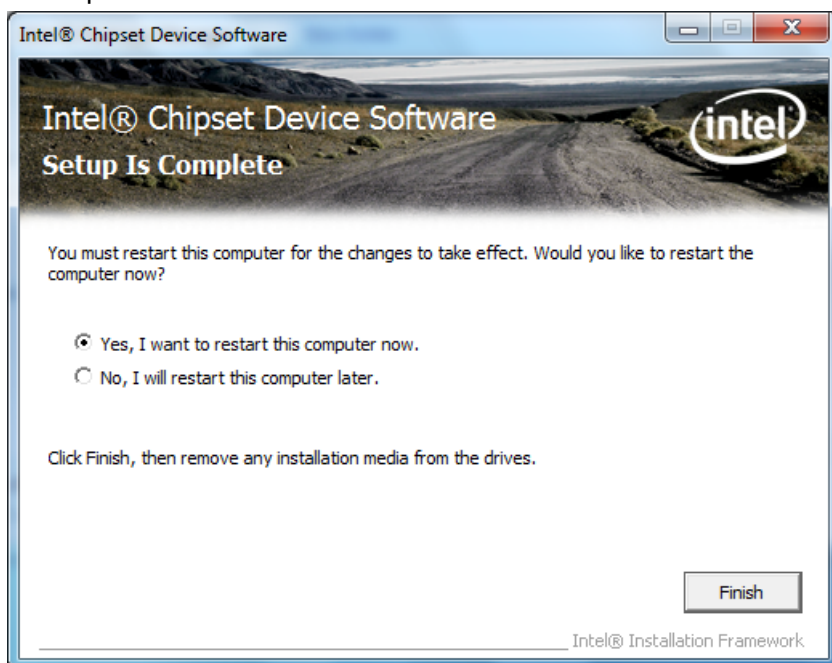 Intel® Chipset Device Software
Intel® Chipset Device Software
intel
Setup Is Complete
You must restart this computer for the changes to take effect. Would you like to restart the
computer now?
Yes, I want to restart this computer now.
No, I will restart this computer later.
Click Finish, then remove any installation media from the drives.
Finish
Intel® Installation Framework